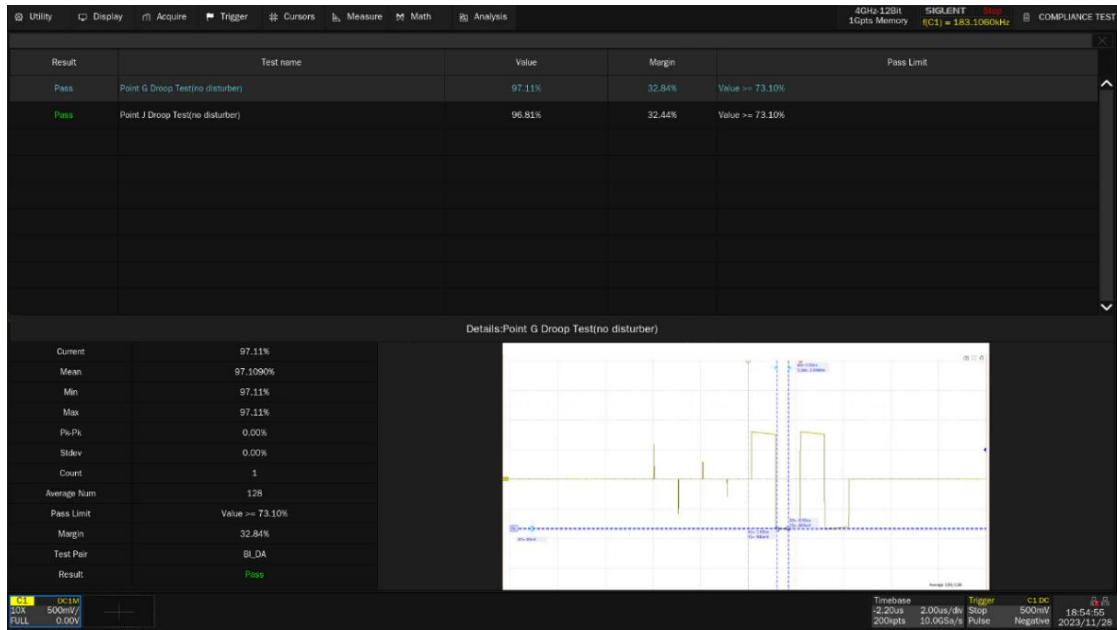 Utility Display Acquire Trigger Cursors Measure Math Analysis
4GHz-12Bit SIGLENT Stop
1Gpts Memory f(C1) = 183.1060kHz COMPLIANCE TEST
Result Test name Value Margin Pass Limit
Pass Point G Droop Test(no disturber) 97.11% 32.84% Value >= 73.10%
Pass Point J Droop Test(no disturber) 96.81% 32.44% Value >= 73.10%
Details:Point G Droop Test(no disturber)
Current 97.11%
Mean 97.1090%
Min 97.11%
Max 97.11%
Pk-Pk 0.00%
Stdev 0.00%
Count 1
Average Num 128
Pass Limit Value >= 73.10%
Margin 32.84%
Test Pair BI_DA
Result Pass
C1 DC1M
10X 500mV/
FULL 0.00V
Timebase
-2.20us 2.00us/div
200kpts 10.0GSa/s
Trigger C1 DC
Stop 500mV
Pulse Negative
18:54:55
2023/11/28